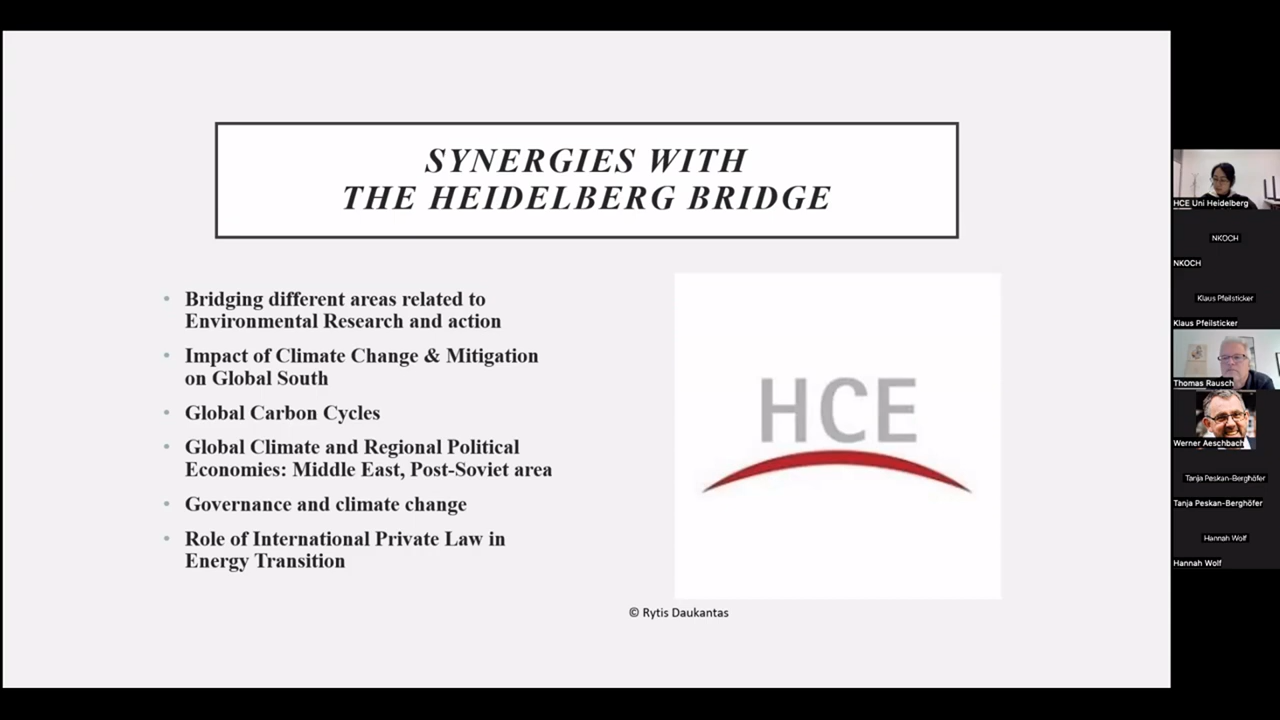 SYNERGIES WITH
THE HEIDELBERG BRIDGE
Bridging different areas related to
Environmental Research and action
Impact of Climate Change & Mitigation
on Global South
Global Carbon Cycles
Global Climate and Regional Political
Economies: Middle East, Post-Soviet area
Governance and climate change
Role of International Private Law in
Energy Transition
HCE
© Rytis Daukantas
HCE Uni Heidelberg
NKOCH
NKOCH
Klaus Pfeilsticker
Klaus Pfeilsticker
Thomas Rausch
Werner Aeschbach
Tanja Peskan-Berghöfer
Tanja Peskan-Berghöfer
Hannah Wolf
Hannah Wolf